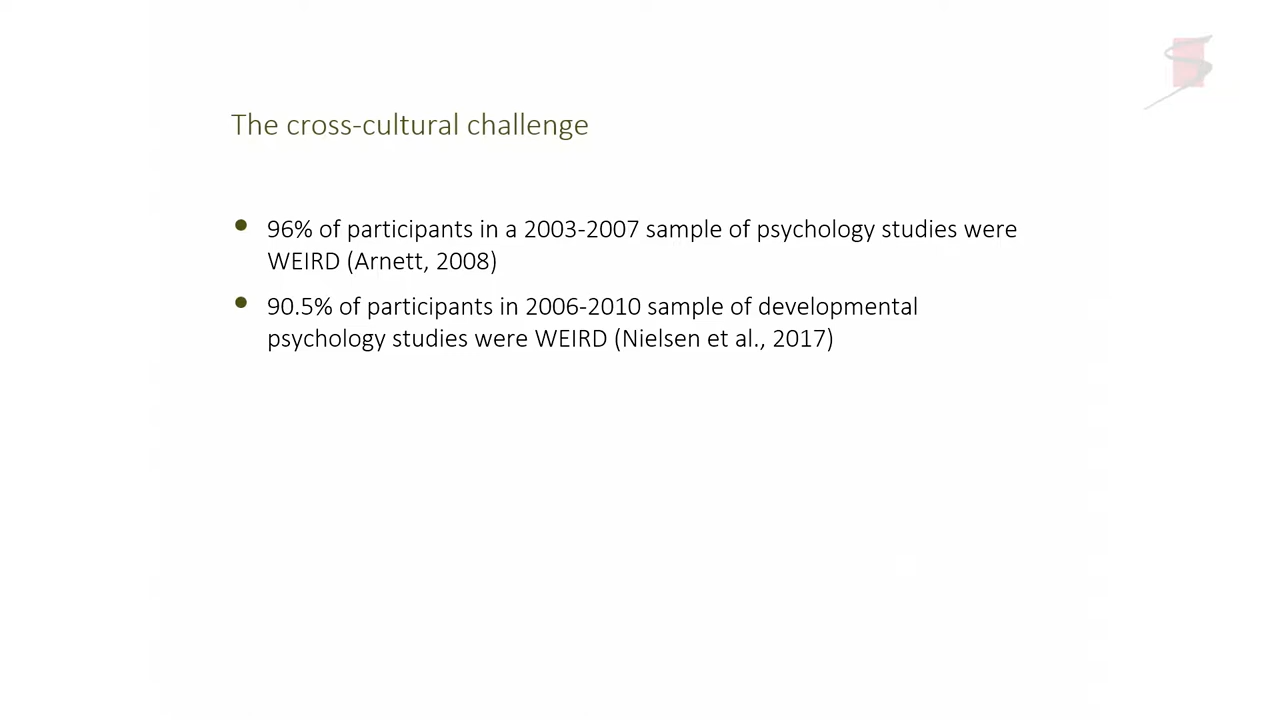 The cross-cultural challenge
96% of participants in a 2003-2007 sample of psychology studies were
WEIRD (Arnett, 2008)
90.5% of participants in 2006-2010 sample of developmental
psychology studies were WEIRD (Nielsen et al., 2017)